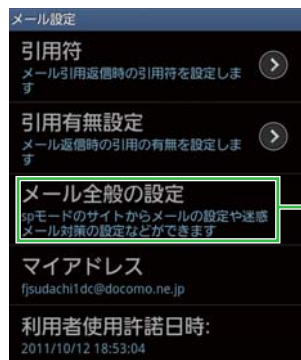 メール設定
引用符
メール引用返信時の引用符を設定しま
す
引用有無設定
メール返信時の引用の有無を設定しま
す
メール全般の設定
spモードのサイトからメールの設定や迷惑
メール対策の設定などができます
マイアドレス
fjsudachi1dc@docomo.ne.jp
利用者使用許諾日時:
2011/10/12 18:53:04